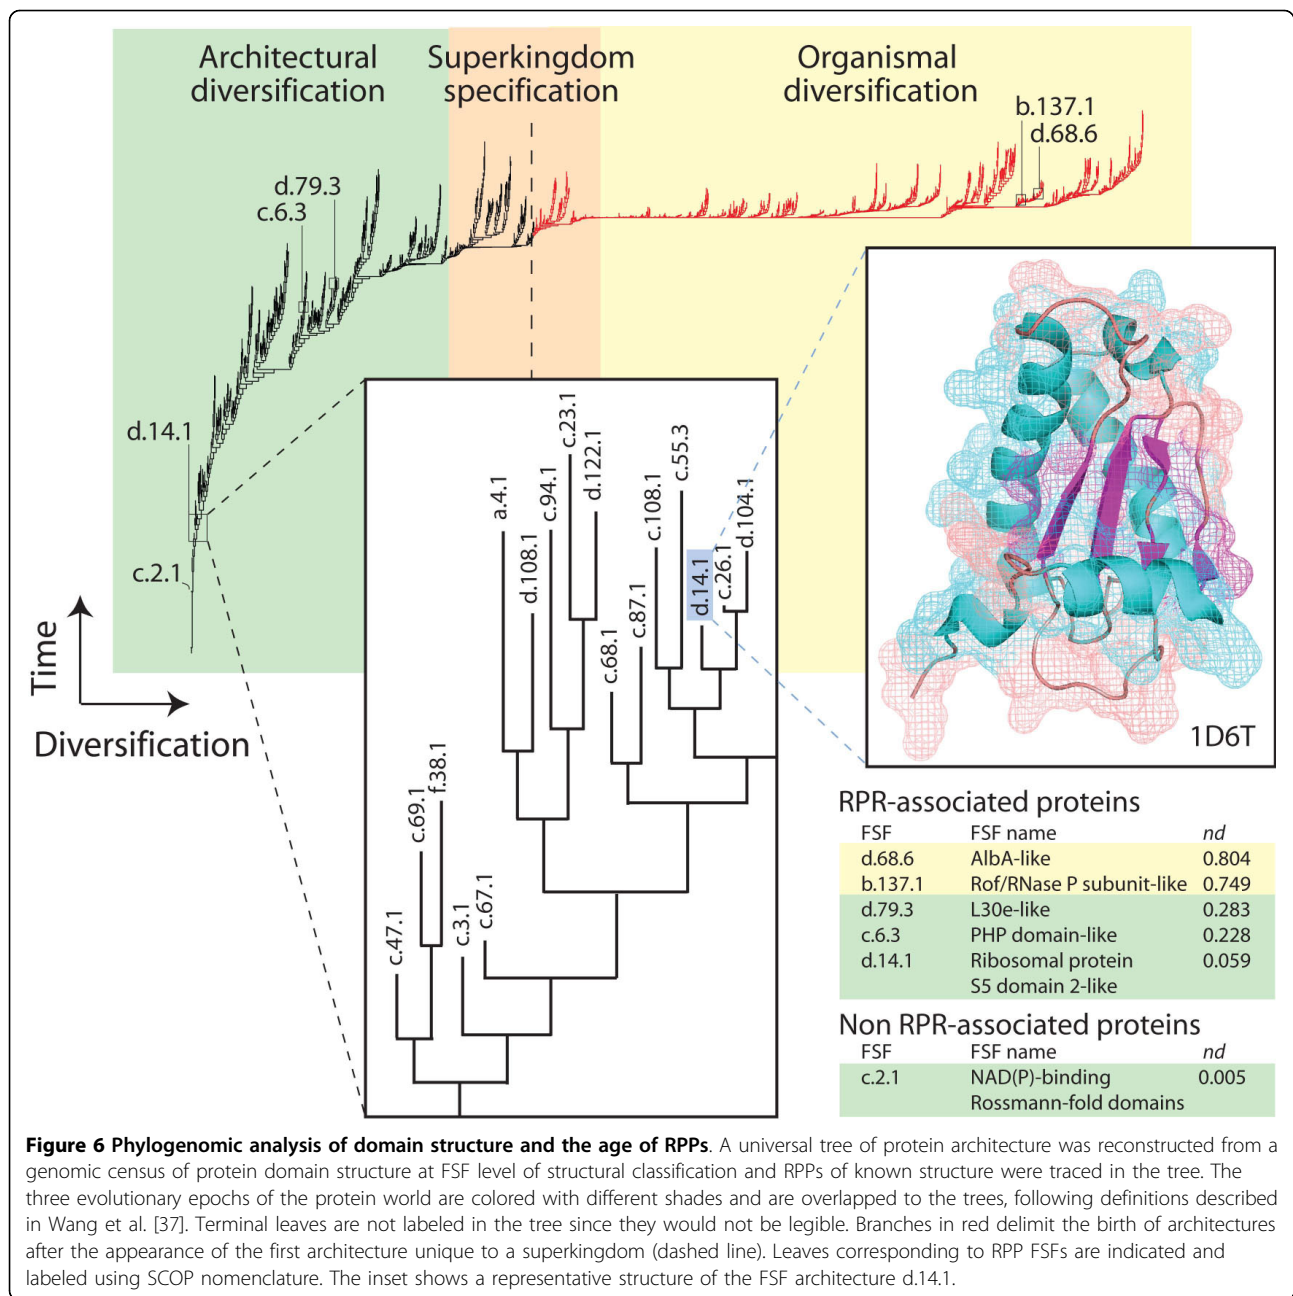 Architectural
diversification
Superkingdom
specification
Organismal
diversification
b.137.1
d.68.6
d.79.3
c.6.3
d.14.1
c.2.1
Time
Diversification
c.47.1
c.69.1
f.38.1
c.3.1
c.67.1
a.4.1
d.108.1
c.94.1
c.23.1
d.122.1
c.68.1
c.87.1
c.108.1
c.55.3
d.14.1
c.26.1
d.104.1
1D6T
RPR-associated proteins
FSF FSF name nd
d.68.6 AlbA-like 0.804
b.137.1 Rof/RNase P subunit-like 0.749
d.79.3 L30e-like 0.283
c.6.3 PHP domain-like 0.228
d.14.1 Ribosomal protein 0.059
S5 domain 2-like
Non RPR-associated proteins
FSF FSF name nd
c.2.1 NAD(P)-binding 0.005
Rossmann-fold domains
Figure 6 Phylogenomic analysis of domain structure and the age of RPPs. A universal tree of protein architecture was reconstructed from a
genomic census of protein domain structure at FSF level of structural classification and RPPs of known structure were traced in the tree. The
three evolutionary epochs of the protein world are colored with different shades and are overlapped to the trees, following definitions described
in Wang et al. [37]. Terminal leaves are not labeled in the tree since they would not be legible. Branches in red delimit the birth of architectures
after the appearance of the first architecture unique to a superkingdom (dashed line). Leaves corresponding to RPP FSFs are indicated and
labeled using SCOP nomenclature. The inset shows a representative structure of the FSF architecture d.14.1.